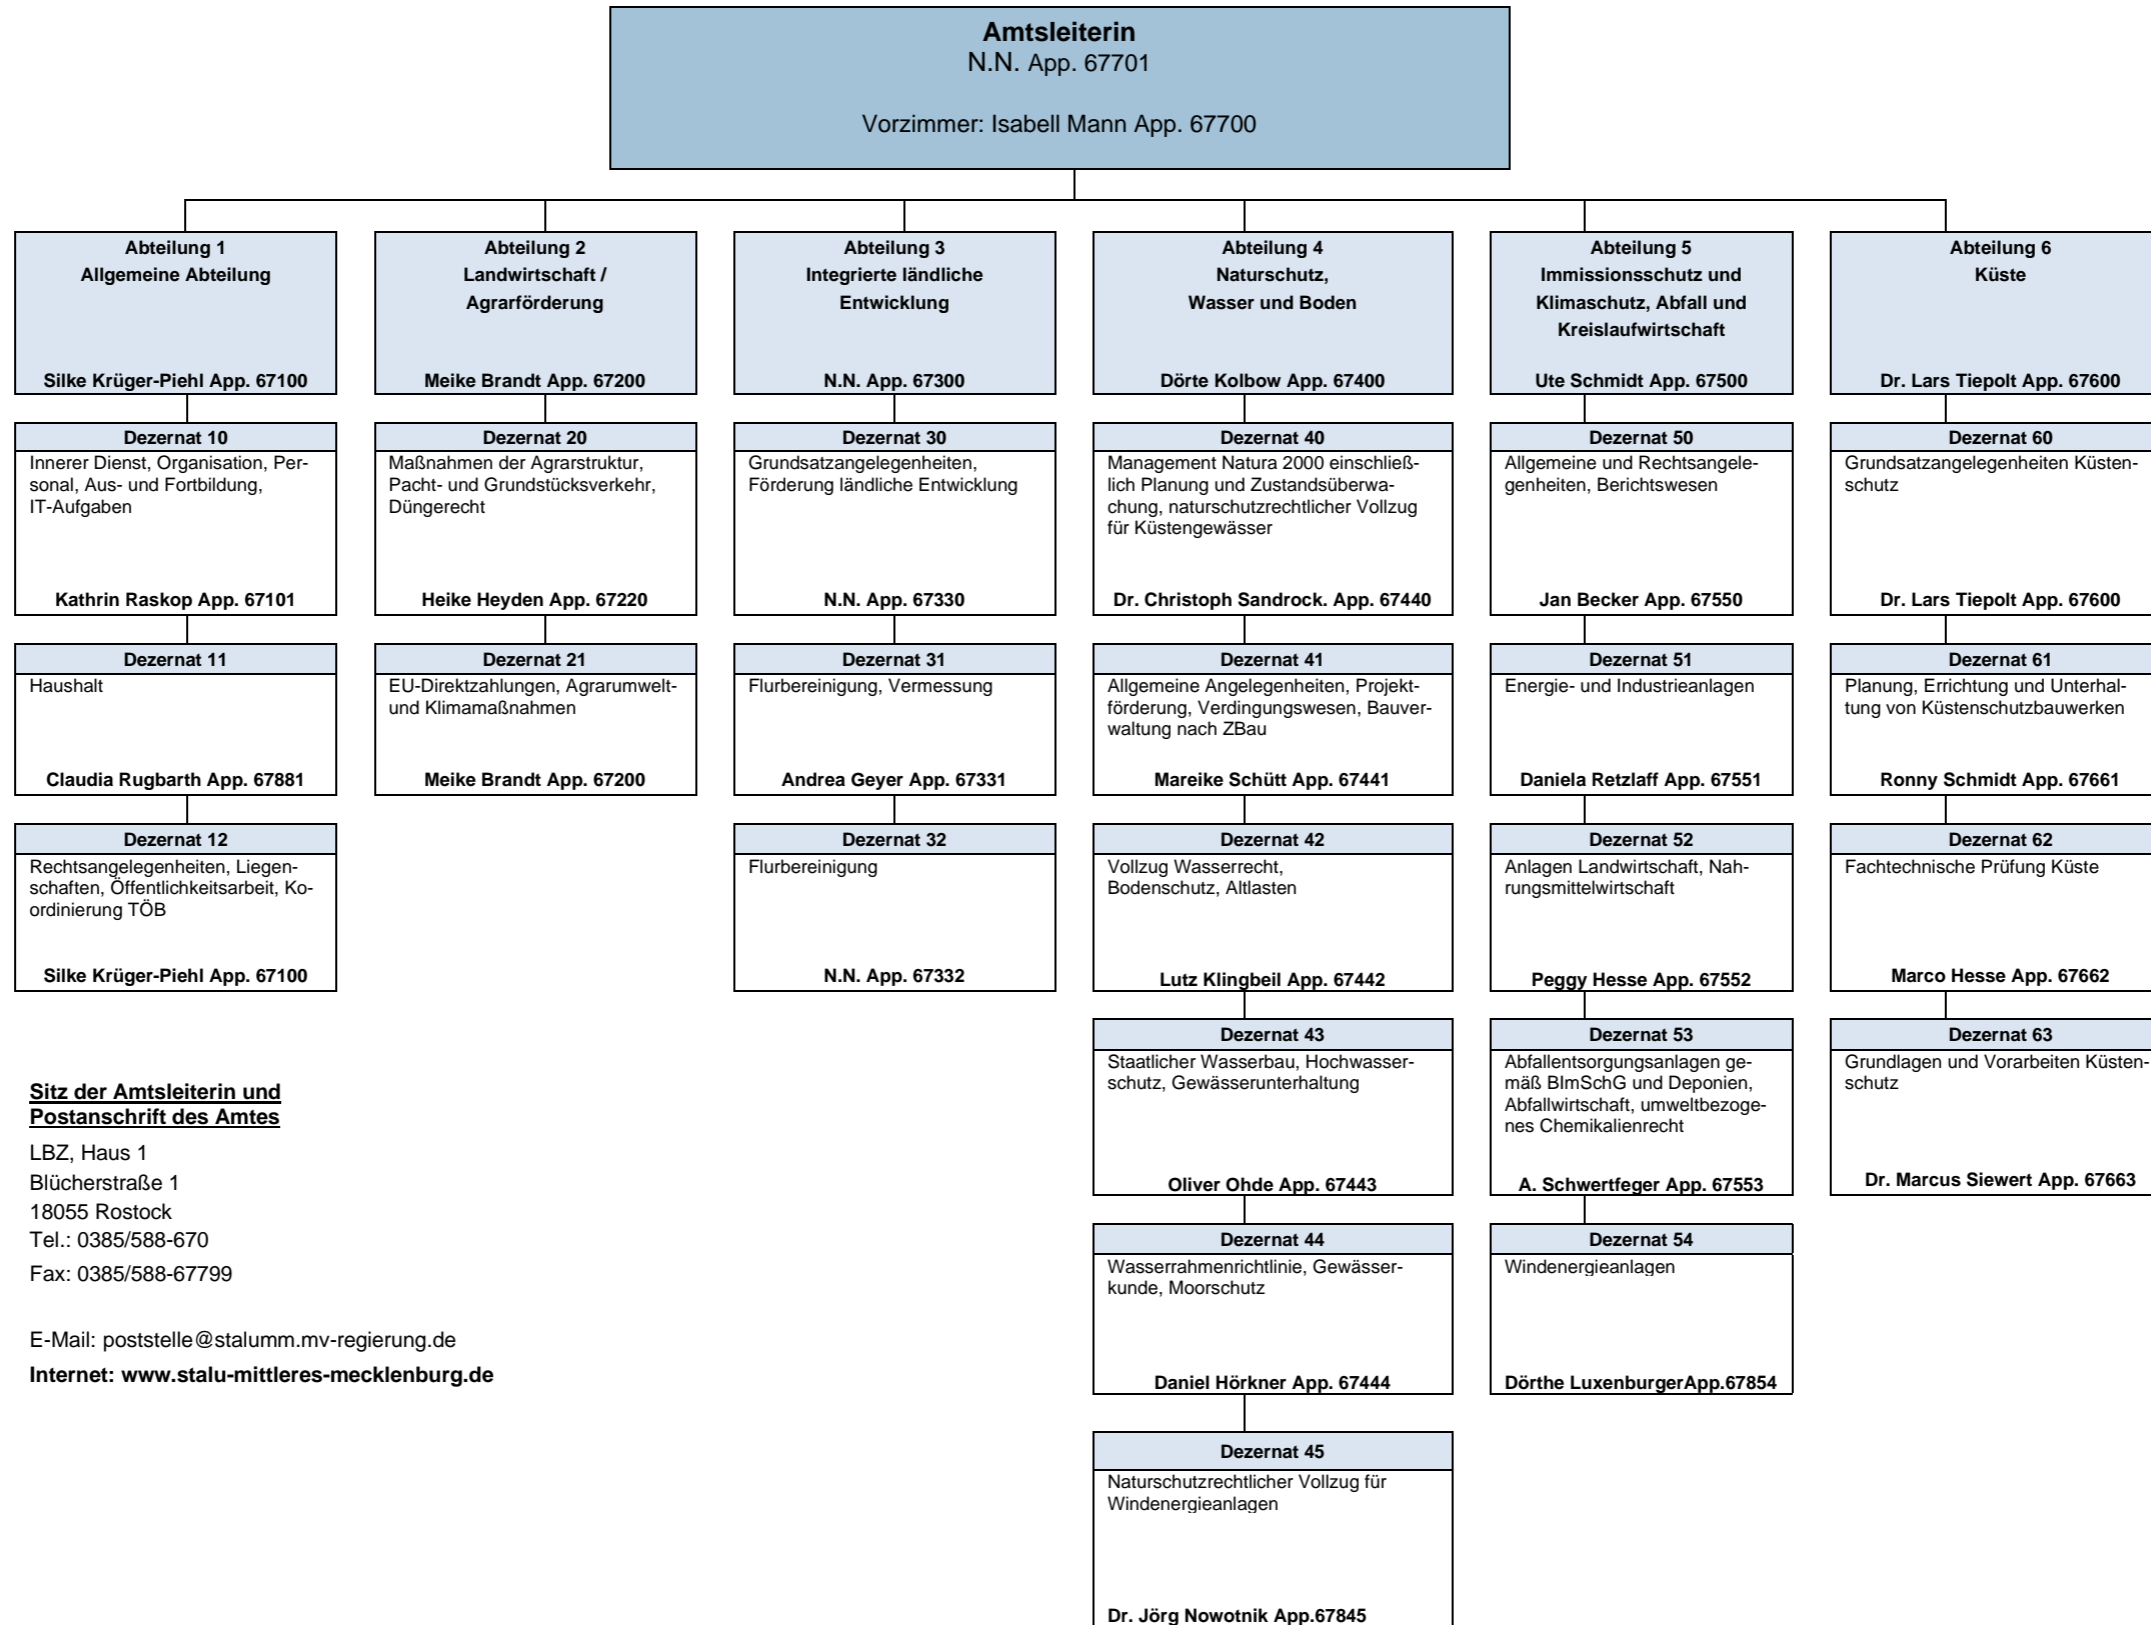 Amtsleiterin
N.N. App. 67701
Vorzimmer: Isabell Mann App. 67700
Abteilung 1
Allgemeine Abteilung
Silke Krüger-Piehl App. 67100
Dezernat 10
Innerer Dienst, Organisation, Per-
sonal, Aus- und Fortbildung,
IT-Aufgaben
Kathrin Raskop App. 67101
Dezernat 11
Haushalt
Claudia Rugbarth App. 67881
Dezernat 12
Rechtsangelegenheiten, Liegen-
schaften, Öffentlichkeitsarbeit, Ko-
ordinierung TÖB
Silke Krüger-Piehl App. 67100
Abteilung 2
Landwirtschaft /
Agrarförderung
Meike Brandt App. 67200
Dezernat 20
Maßnahmen der Agrarstruktur,
Pacht- und Grundstücksverkehr,
Düngerecht
Heike Heyden App. 67220
Dezernat 21
EU-Direktzahlungen, Agrarumwelt-
und Klimamaßnahmen
Meike Brandt App. 67200
Abteilung 3
Integrierte ländliche
Entwicklung
N.N. App. 67300
Dezernat 30
Grundsatzangelegenheiten,
Förderung ländliche Entwicklung
N.N. App. 67330
Dezernat 31
Flurbereinigung, Vermessung
Andrea Geyer App. 67331
Dezernat 32
Flurbereinigung
N.N. App. 67332
Abteilung 4
Naturschutz,
Wasser und Boden
Dörte Kolbow App. 67400
Dezernat 40
Management Natura 2000 einschließ-
lich Planung und Zustandsüberwa-
chung, naturschutzrechtlicher Vollzug
für Küstengewässer
Dr. Christoph Sandrock. App. 67440
Dezernat 41
Allgemeine Angelegenheiten, Projekt-
förderung, Verdingungswesen, Bauver-
waltung nach ZBau
Mareike Schütt App. 67441
Dezernat 42
Vollzug Wasserrecht,
Bodenschutz, Altlasten
Lutz Klingbeil App. 67442
Dezernat 43
Staatlicher Wasserbau, Hochwasser-
schutz, Gewässerunterhaltung
Oliver Ohde App. 67443
Dezernat 44
Wasserrahmenrichtlinie, Gewässer-
kunde, Moorschutz
Daniel Hörkner App. 67444
Dezernat 45
Naturschutzrechtlicher Vollzug für
Windenergieanlagen
Dr. Jörg Nowotnik App.67845
Abteilung 5
Immissionsschutz und
Klimaschutz, Abfall und
Kreislaufwirtschaft
Ute Schmidt App. 67500
Dezernat 50
Allgemeine und Rechtsangele-
genheiten, Berichtswesen
Jan Becker App. 67550
Dezernat 51
Energie- und Industrieanlagen
Daniela Retzlaff App. 67551
Dezernat 52
Anlagen Landwirtschaft, Nah-
rungsmittelwirtschaft
Peggy Hesse App. 67552
Dezernat 53
Abfallentsorgungsanlagen ge-
mäß BImSchG und Deponien,
Abfallwirtschaft, umweltbezoge-
nes Chemikalienrecht
A. Schwertfeger App. 67553
Dezernat 54
Windenergieanlagen
Dörthe LuxenburgerApp.67854
Abteilung 6
Küste
Dr. Lars Tiepolt App. 67600
Dezernat 60
Grundsatzangelegenheiten Küsten-
schutz
Dr. Lars Tiepolt App. 67600
Dezernat 61
Planung, Errichtung und Unterhal-
tung von Küstenschutzbauwerken
Ronny Schmidt App. 67661
Dezernat 62
Fachtechnische Prüfung Küste
Marco Hesse App. 67662
Dezernat 63
Grundlagen und Vorarbeiten Küsten-
schutz
Dr. Marcus Siewert App. 67663
Sitz der Amtsleiterin und
Postanschrift des Amtes
LBZ, Haus 1
Blücherstraße 1
18055 Rostock
Tel.: 0385/588-670
Fax: 0385/588-67799
E-Mail: poststelle@stalumm.mv-regierung.de
Internet: www.stalu-mittleres-mecklenburg.de